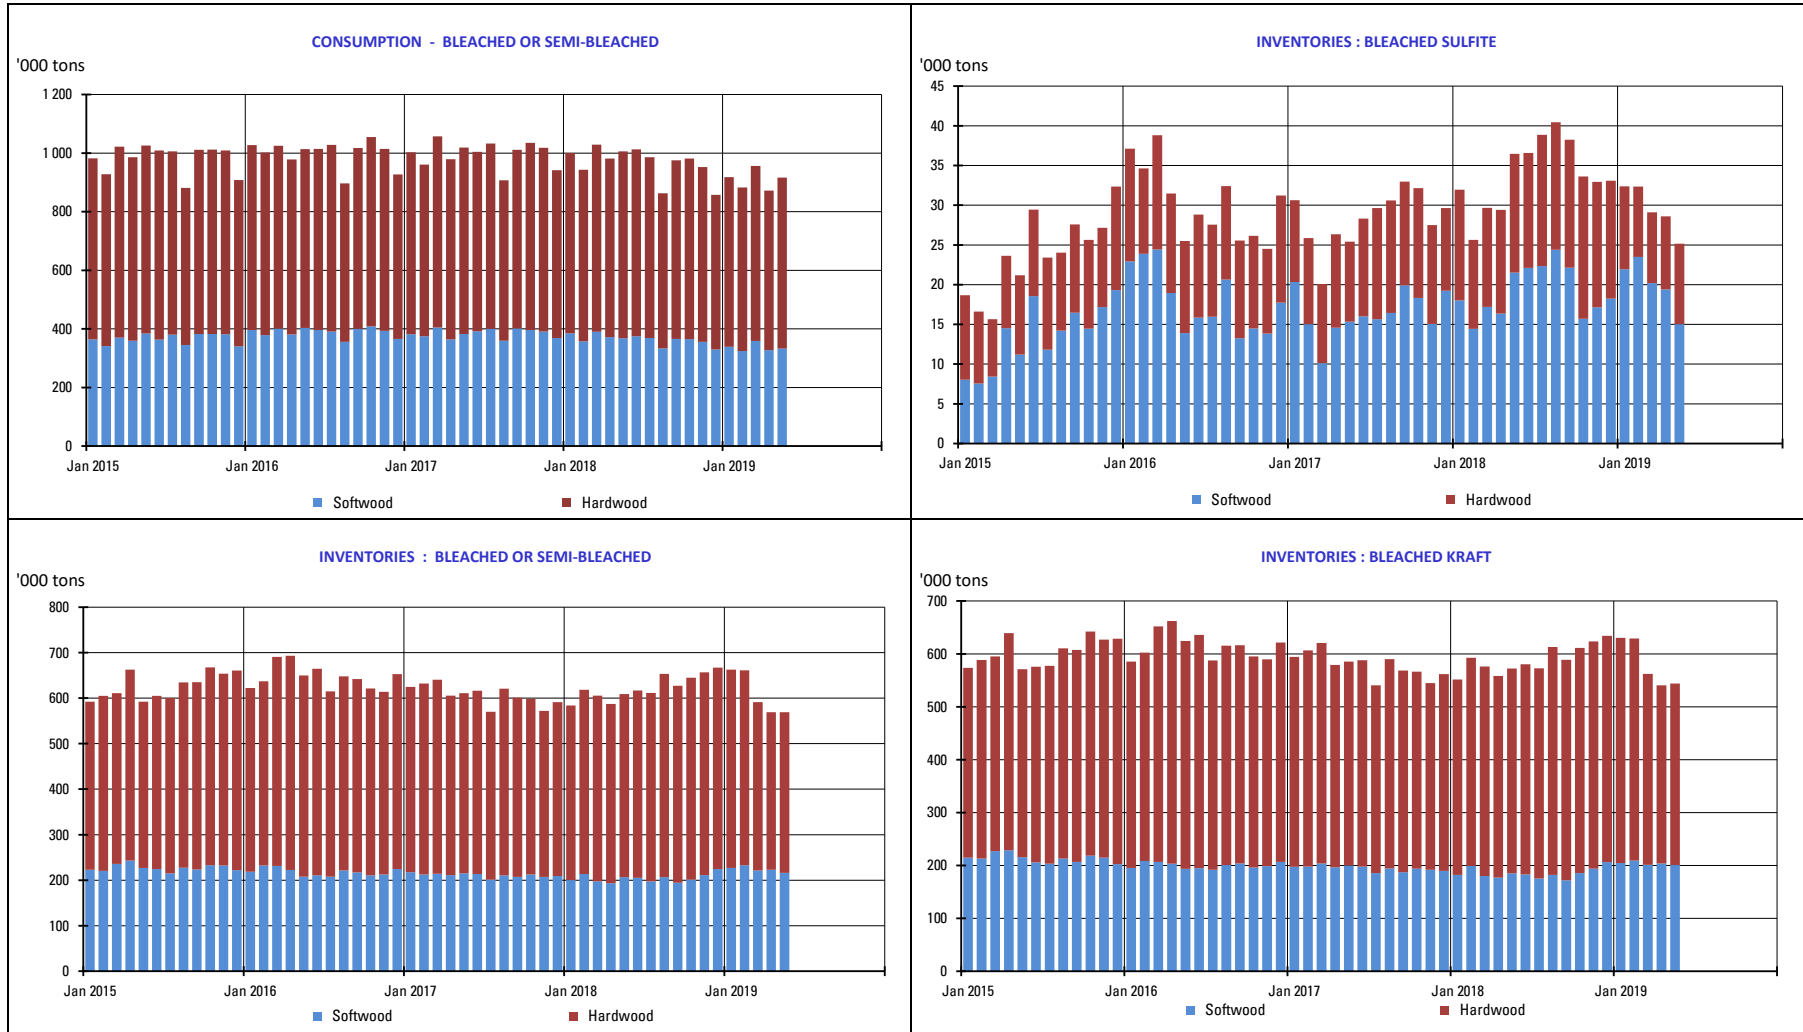 CONSUMPTION - BLEACHED OR SEMI-BLEACHED
'000 tons
1 200
1 000
800
600
400
200
0
Jan 2015 Jan 2016 Jan 2017 Jan 2018 Jan 2019
Softwood Hardwood
INVENTORIES : BLEACHED SULFITE
'000 tons
45
40
35
30
25
20
15
10
5
0
Jan 2015 Jan 2016 Jan 2017 Jan 2018 Jan 2019
Softwood Hardwood
INVENTORIES : BLEACHED OR SEMI-BLEACHED
'000 tons
800
700
600
500
400
300
200
100
0
Jan 2015 Jan 2016 Jan 2017 Jan 2018 Jan 2019
Softwood Hardwood
INVENTORIES : BLEACHED KRAFT
'000 tons
700
600
500
400
300
200
100
0
Jan 2015 Jan 2016 Jan 2017 Jan 2018 Jan 2019
Softwood Hardwood